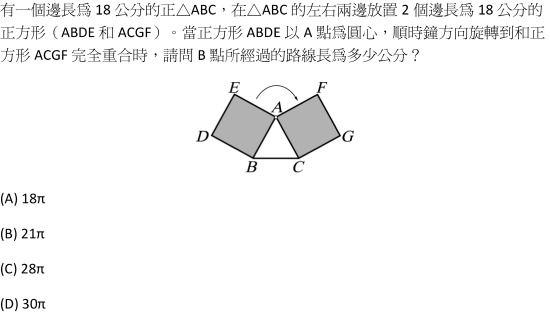 有一個邊長為 18 公分的正△ABC，在△ABC 的左右兩邊放置 2 個邊長為 18 公分的
正方形（ABDE 和 ACGF）。當正方形 ABDE 以 A 點為圓心，順時鐘方向旋轉到和正
方形 ACGF 完全重合時，請問 B 點所經過的路線長為多少公分？
E
F
A
D
G
B
C
(A) 18π
(B) 21π
(C) 28π
(D) 30π